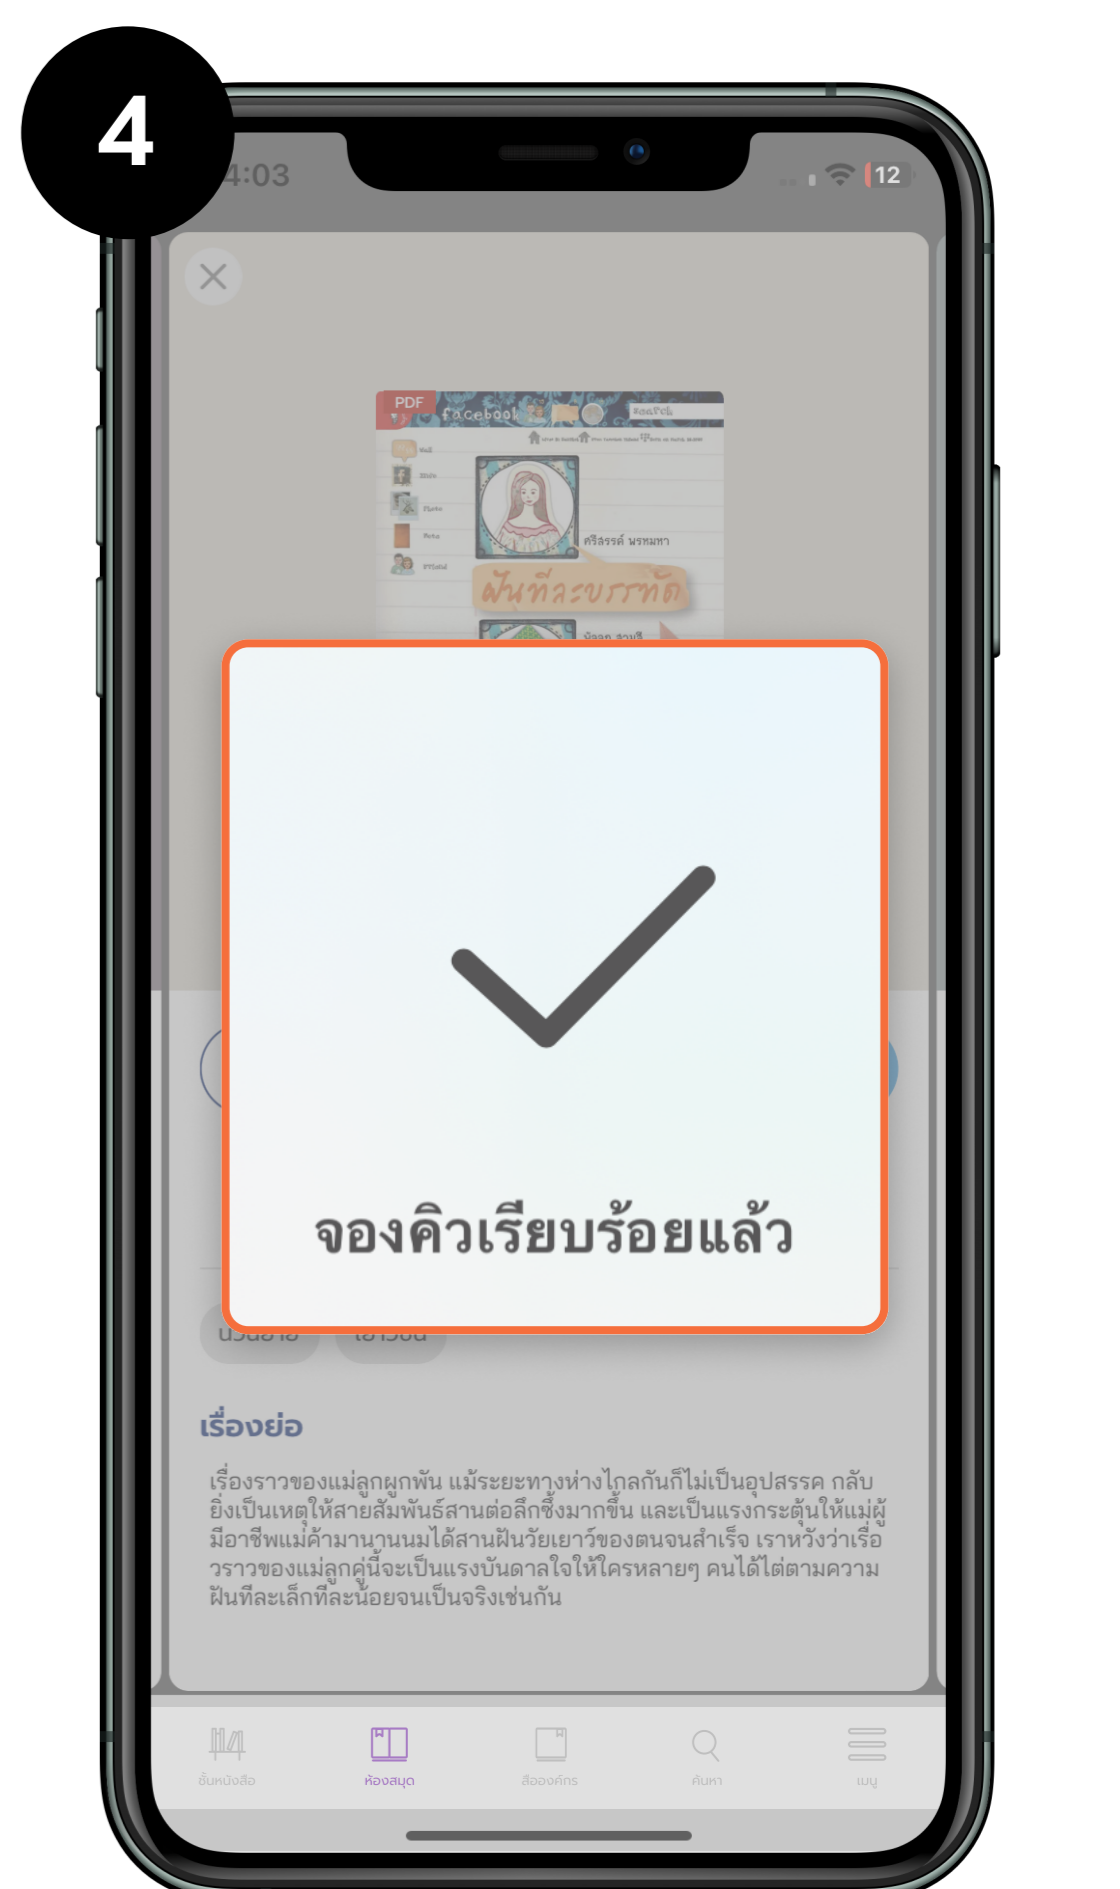 4
4:03
12
PDF
facebook
search
Wall
Photo
Note
Friend
ศรีสรรค์ พรหมหา
ฝันทีละบรรทัด
จองคิวเรียบร้อยแล้ว
เรื่องย่อ
เรื่องราวของแม่ลูกผูกพัน แม้ระยะทางห่างไกลกันก็ไม่เป็นอุปสรรค กลับ
ยิ่งเป็นเหตุให้สายสัมพันธ์สานต่อลึกซึ้งมากขึ้น และเป็นแรงกระตุ้นให้แม่ผู้
มีอาชีพแม่ค้ามานานนมได้สานฝันวัยเยาว์ของตนจนสำเร็จ เราหวังว่าเรื่อ
วราวของแม่ลูกคู่นี้จะเป็นแรงบันดาลใจให้ใครหลายๆ คนได้ไต่ตามความ
ฝันทีละเล็กทีละน้อยจนเป็นจริงเช่นกัน
ชั้นหนังสือ
ห้องสมุด
สื่อองค์กร
ค้นหา
เมนู